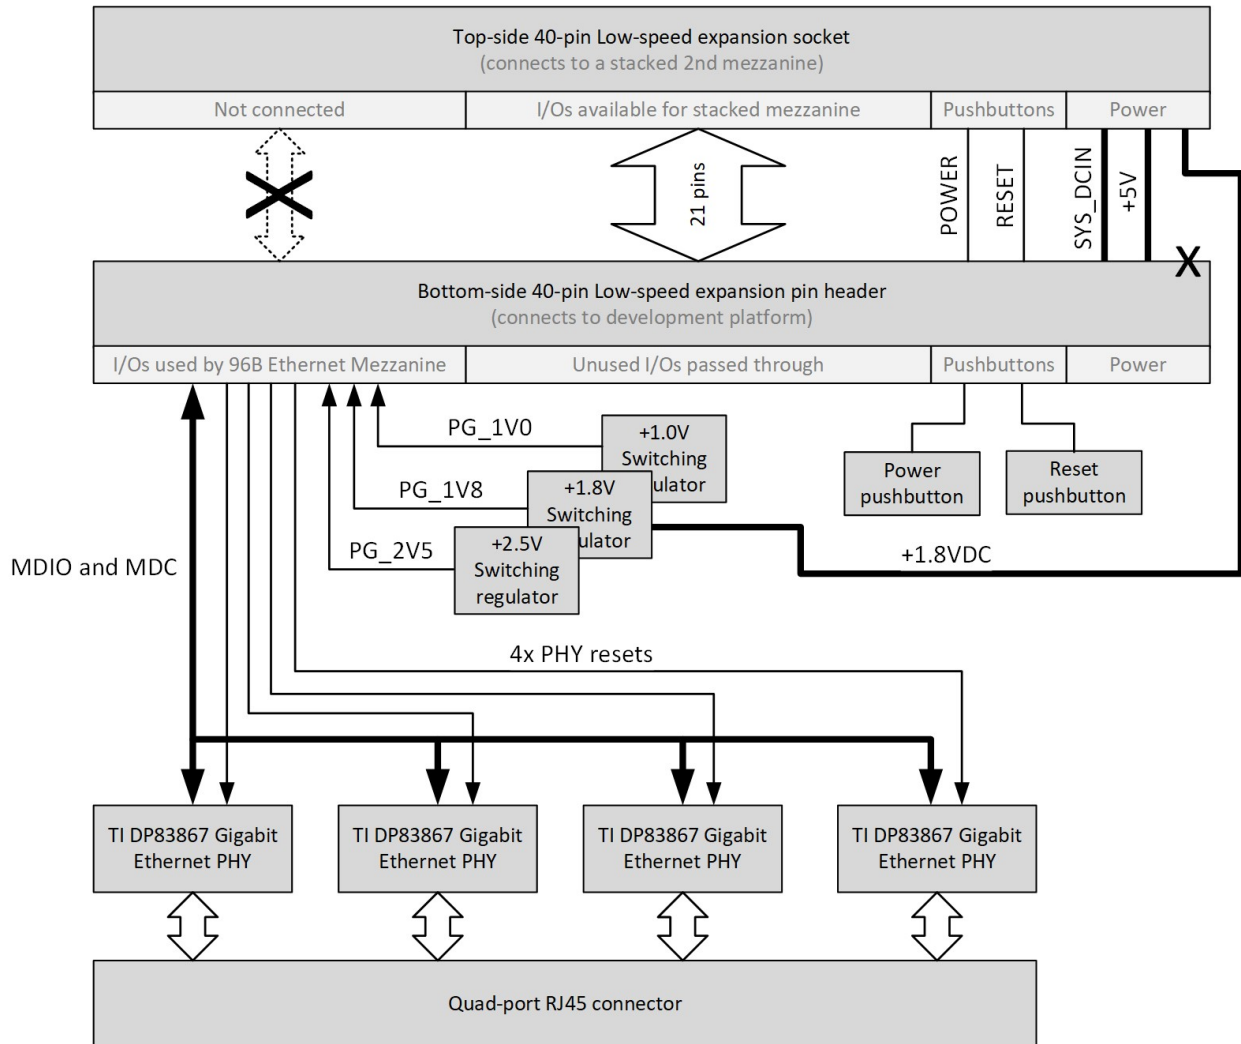 Top-side 40-pin Low-speed expansion socket
(connects to a stacked 2nd mezzanine)
Not connected
I/Os available for stacked mezzanine
Pushbuttons
Power
21 pins
POWER
RESET
SYS_DCIN
+5V
X
Bottom-side 40-pin Low-speed expansion pin header
(connects to development platform)
I/Os used by 96B Ethernet Mezzanine
Unused I/Os passed through
Pushbuttons
Power
PG_1V0
+1.0V
Switching
PG_1V8
+1.8V
Switching
PG_2V5
+2.5V
Switching
regulator
Power
pushbutton
Reset
pushbutton
+1.8VDC
MDIO and MDC
4x PHY resets
TI DP83867 Gigabit
Ethernet PHY
TI DP83867 Gigabit
Ethernet PHY
TI DP83867 Gigabit
Ethernet PHY
TI DP83867 Gigabit
Ethernet PHY
Quad-port RJ45 connector